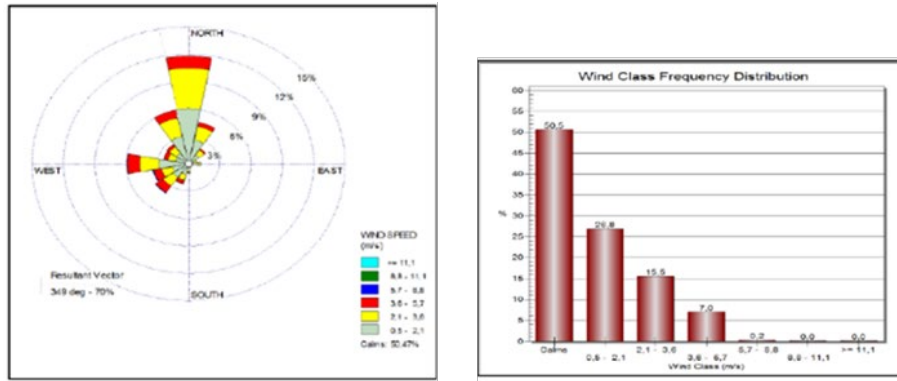 NORTH
15%
12%
9%
6%
3%
WEST
EAST
SOUTH
WIND SPEED
(m/s)
>= 11,1
8,8 - 11,1
5,7 - 8,8
3,6 - 5,7
2,1 - 3,6
0,5 - 2,1
Calms: 50,47%
Resultant Vector
349 deg - 70%
Wind Class Frequency Distribution
%
60
55
50
45
40
35
30
25
20
15
10
5
0
50,5
26,8
15,5
7,0
0,2
0,0
0,0
Calms
0,5 - 2,1
2,1 - 3,6
3,6 - 5,7
5,7 - 8,8
8,8 - 11,1
>= 11,1
Wind Class (m/s)